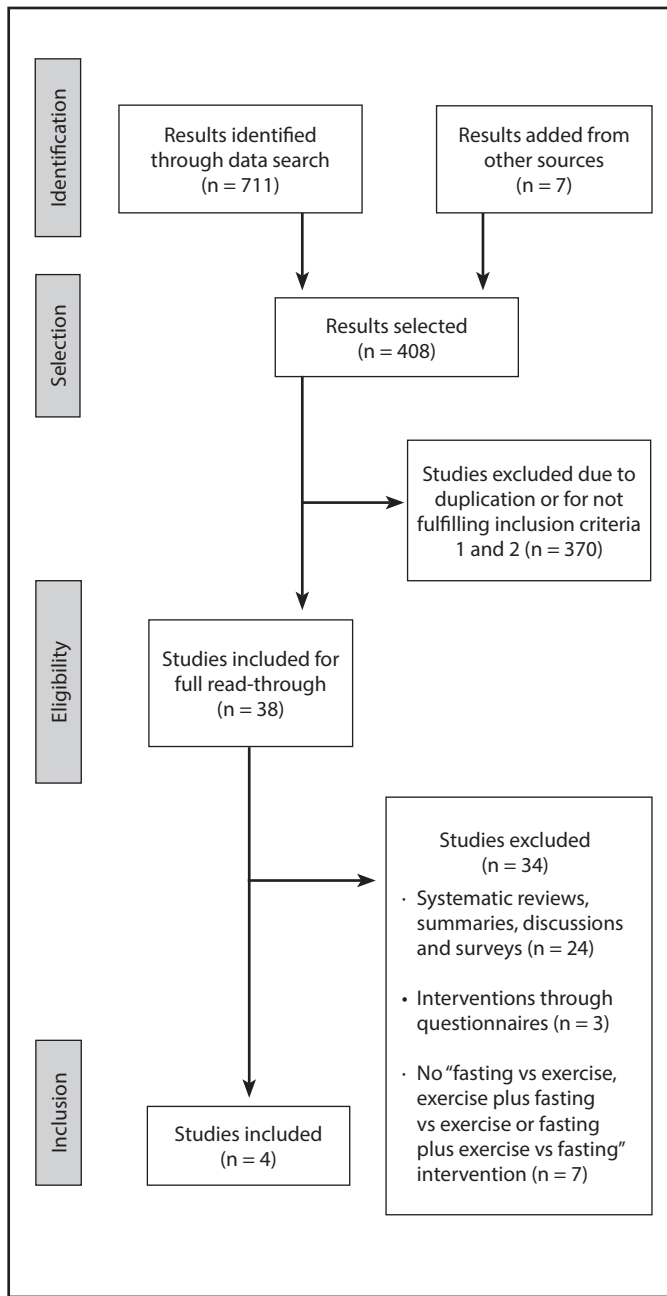 Identification
Results identified
through data search
(n = 711)
Results added from
other sources
(n = 7)
Selection
Results selected
(n = 408)
Studies excluded due to
duplication or for not
fulfilling inclusion criteria
1 and 2 (n = 370)
Eligibility
Studies included for
full read-through
(n = 38)
Studies excluded
(n = 34)
· Systematic reviews,
summaries, discussions
and surveys (n = 24)
• Interventions through
questionnaires (n = 3)
· No “fasting vs exercise,
exercise plus fasting
vs exercise or fasting
plus exercise vs fasting”
intervention (n = 7)
Inclusion
Studies included
(n = 4)